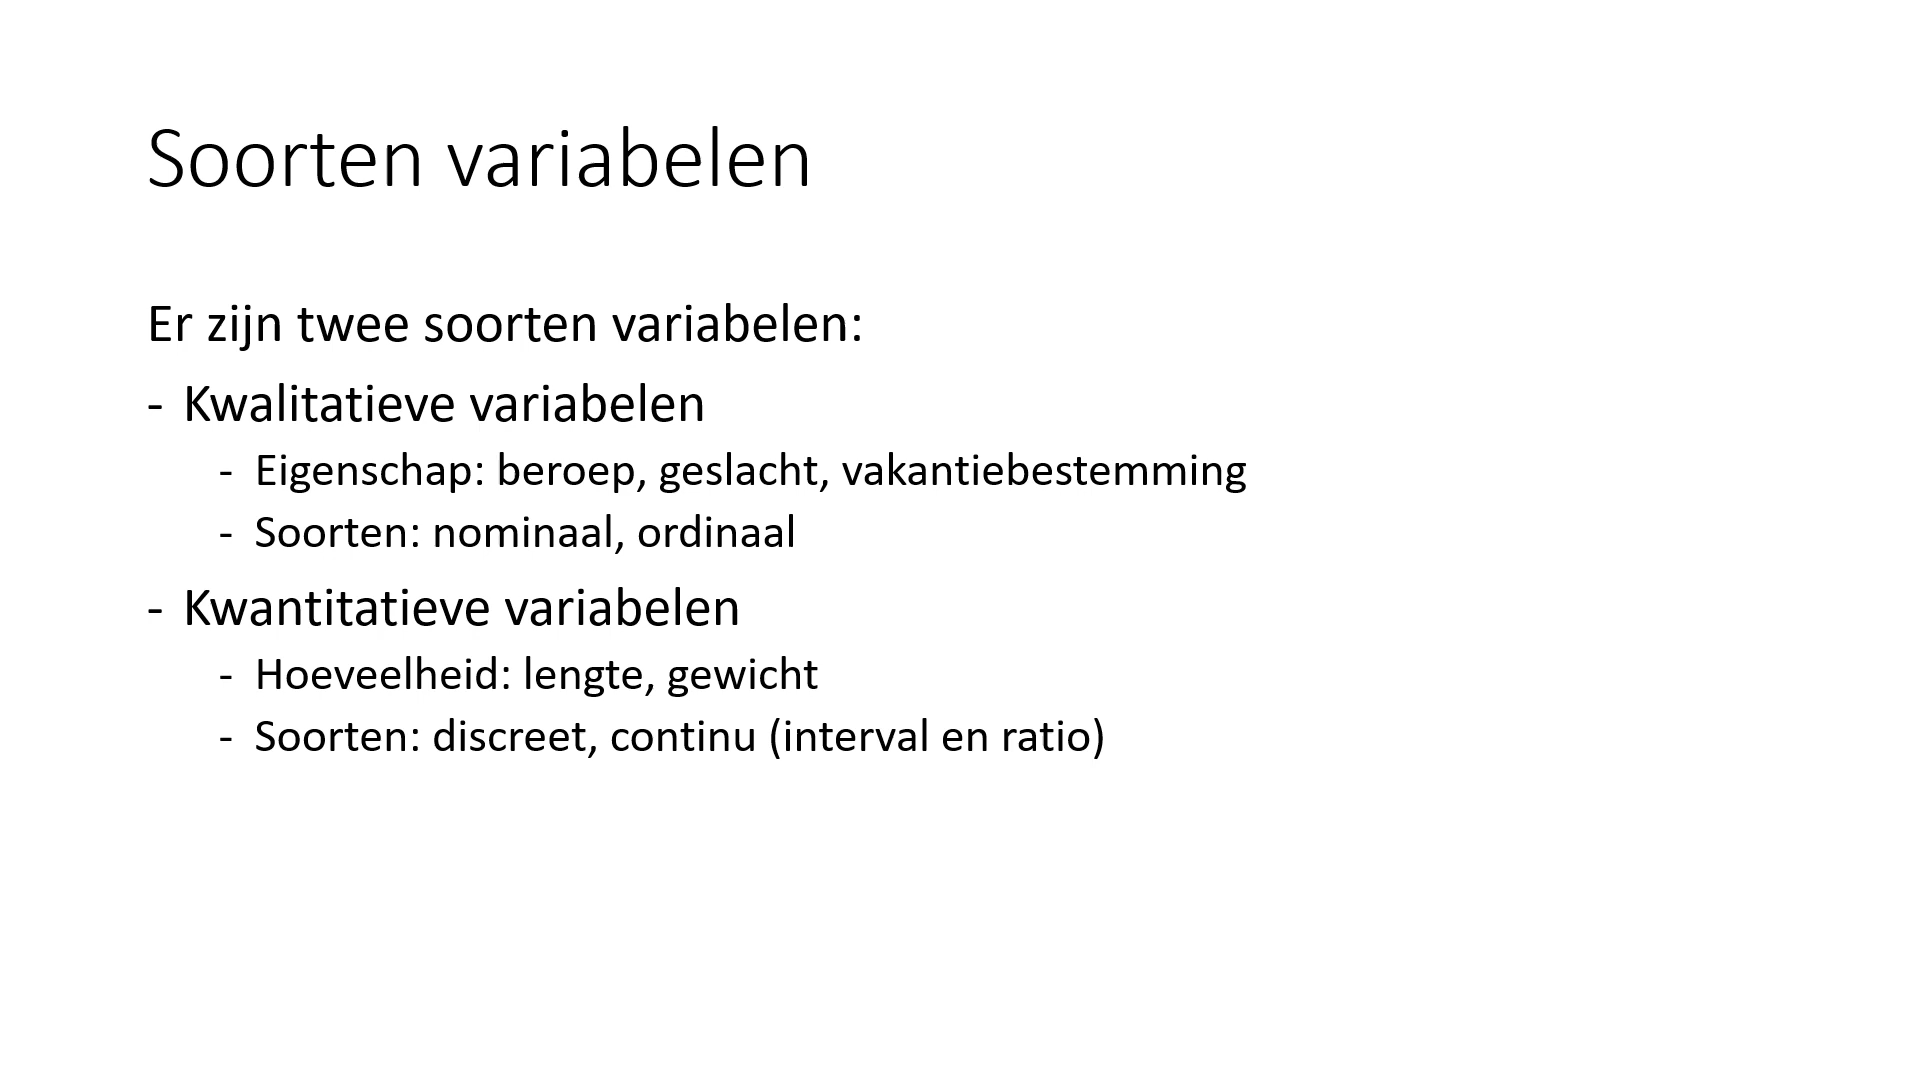 Soorten variabelen
Er zijn twee soorten variabelen:
- Kwalitatieve variabelen
- Eigenschap: beroep, geslacht, vakantiebestemming
- Soorten: nominaal, ordinaal
- Kwantitatieve variabelen
- Hoeveelheid: lengte, gewicht
- Soorten: discreet, continu (interval en ratio)